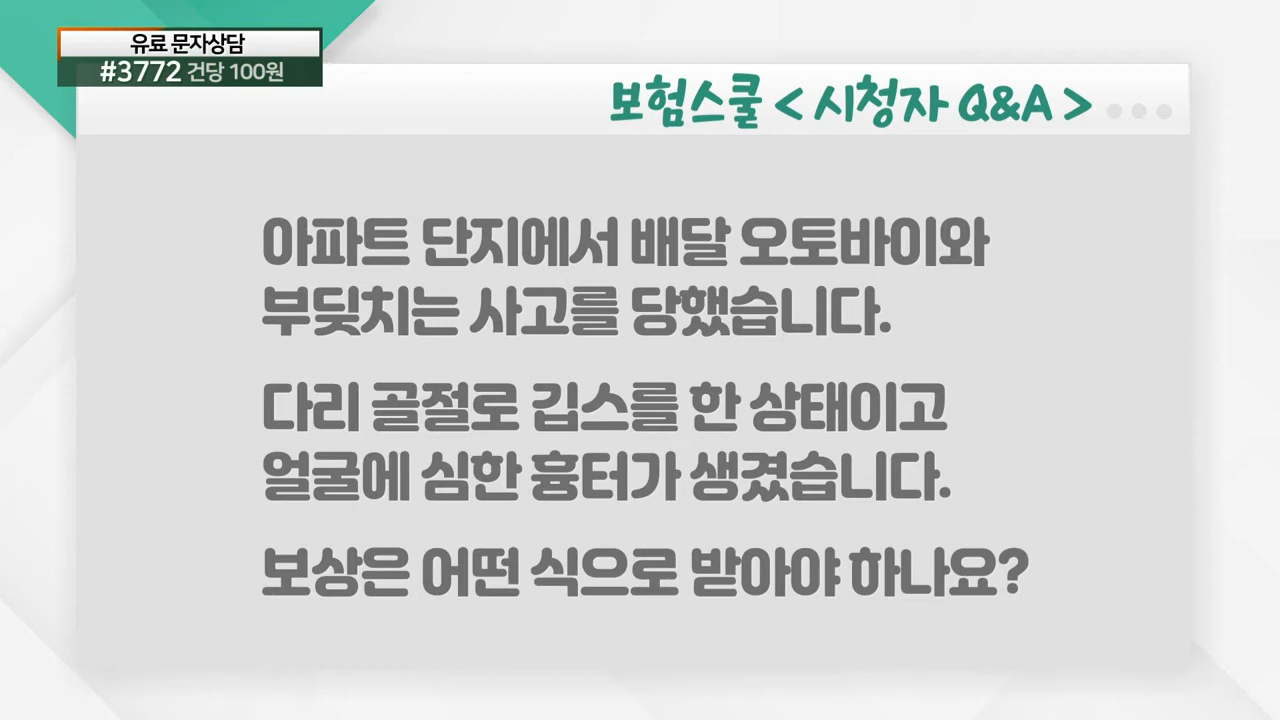 유료 문자상담
#3772 건당 100원
보험스쿨 < 시청자 Q&A >
아파트 단지에서 배달 오토바이와
부딪치는 사고를 당했습니다.
다리 골절로 깁스를 한 상태이고
얼굴에 심한 흉터가 생겼습니다.
보상은 어떤 식으로 받아야 하나요?